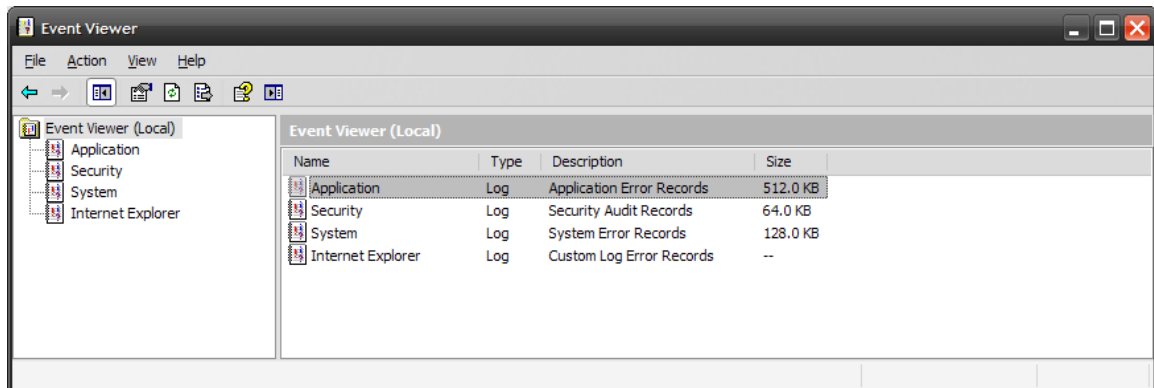 Event Viewer
File Action View Help
Event Viewer (Local)
Application
Security
System
Internet Explorer
Event Viewer (Local)
Name Type Description Size
Application Log Application Error Records 512.0 KB
Security Log Security Audit Records 64.0 KB
System Log System Error Records 128.0 KB
Internet Explorer Log Custom Log Error Records --